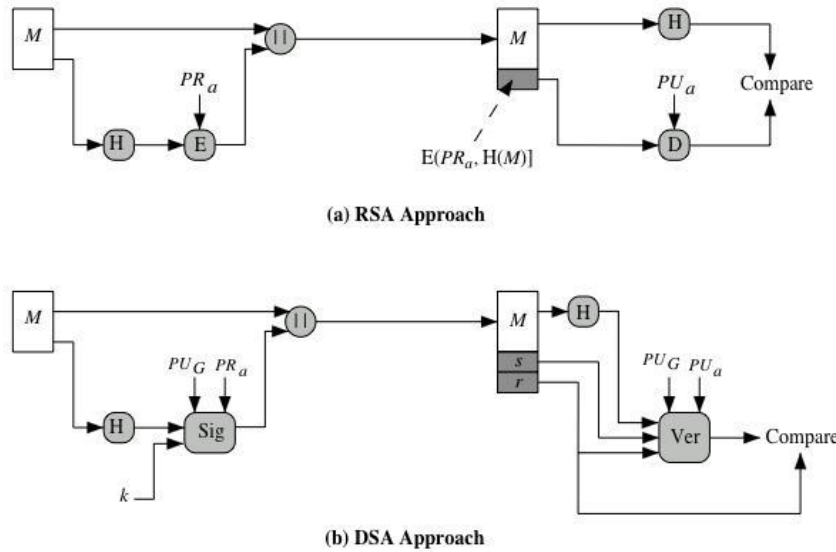 M
||
PR a
H
E
M
H
PU a
Compare
D
E(PR a, H(M)]
(a) RSA Approach
M
||
PU G
PR a
H
Sig
k
M
H
s
r
PU G
PU a
Ver
Compare
(b) DSA Approach